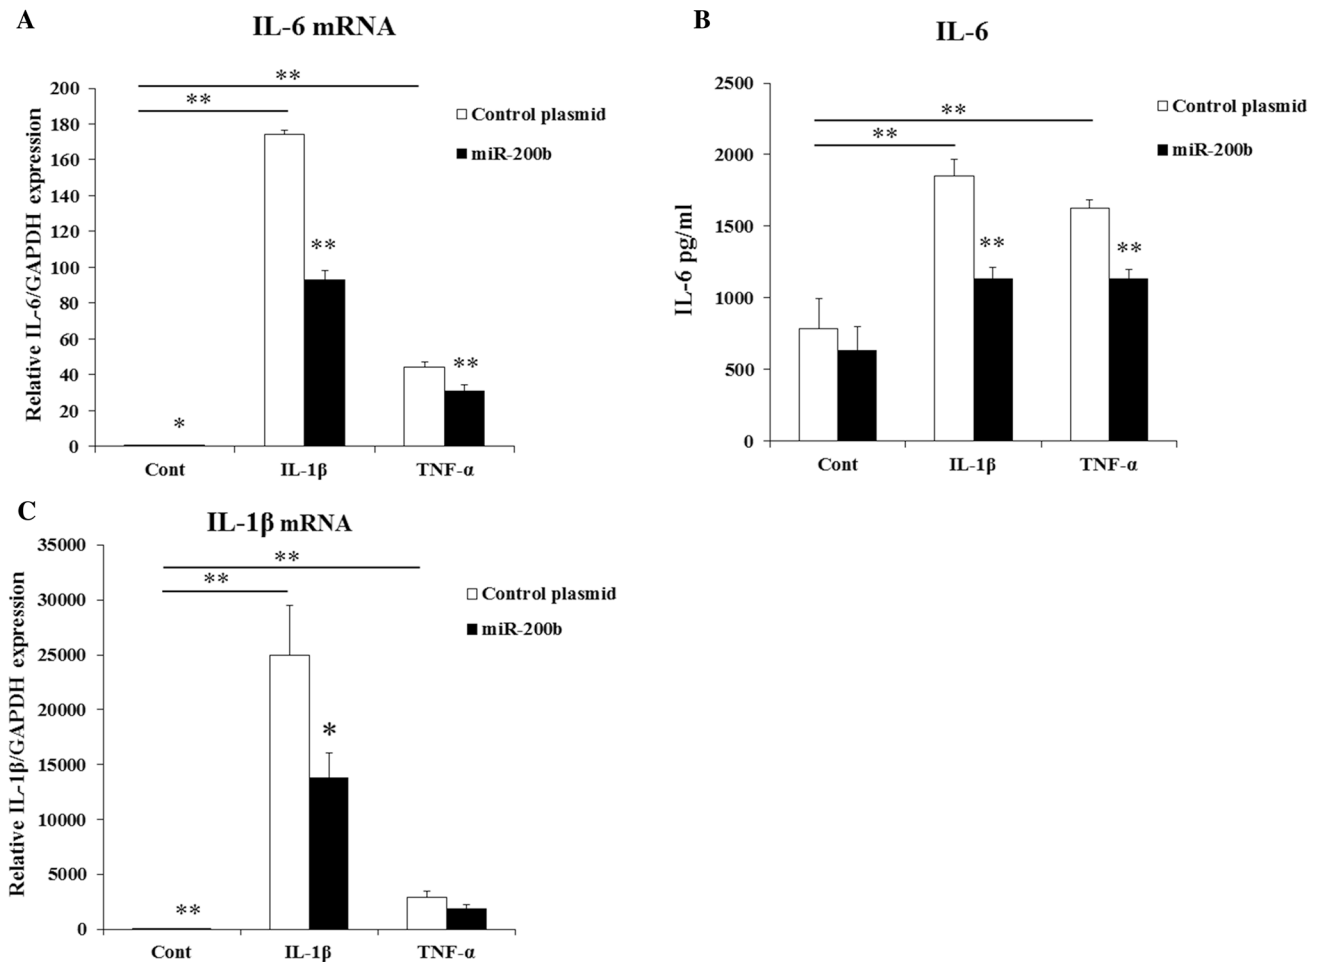 A
IL-6 mRNA
Relative IL-6/GAPDH expression
200
180
160
140
120
100
80
60
40
20
0
**
**
**
**
*
Control plasmid
miR-200b
Cont
IL-1β
TNF-α
B
IL-6
IL-6 pg/ml
2500
2000
1500
1000
500
0
**
**
**
**
Control plasmid
miR-200b
Cont
IL-1β
TNF-α
C
IL-1β mRNA
Relative IL-1β/GAPDH expression
35000
30000
25000
20000
15000
10000
5000
0
**
**
*
**
Control plasmid
miR-200b
Cont
IL-1β
TNF-α